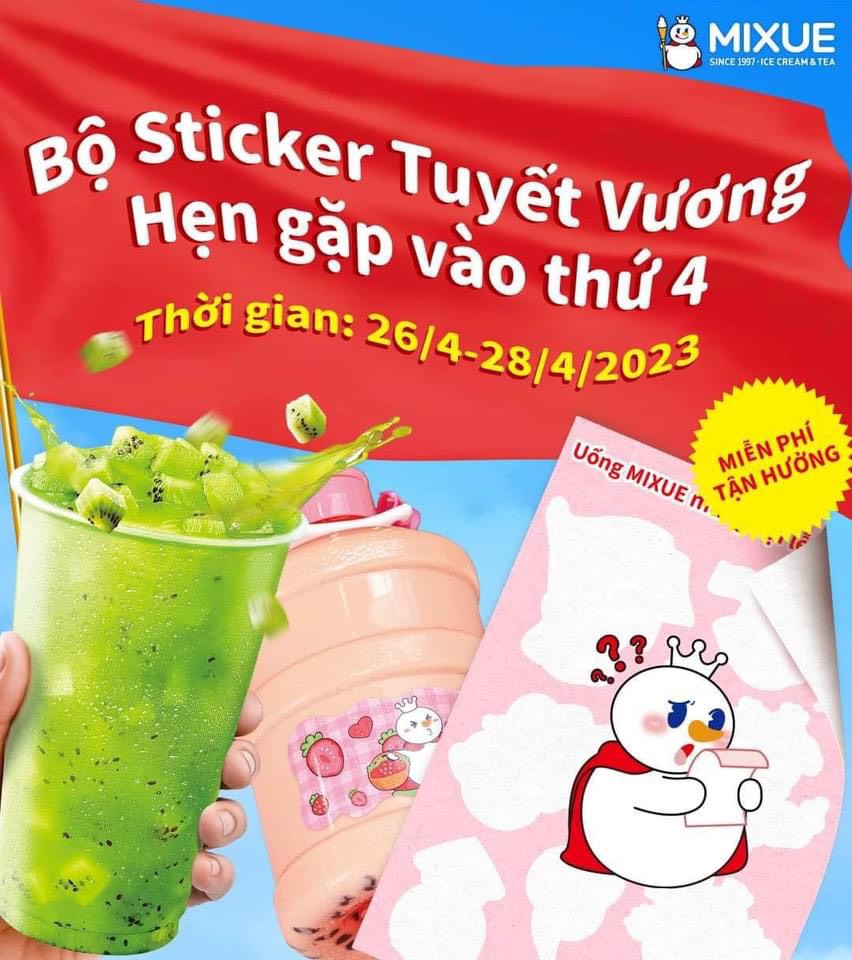 MIXUE
SINCE 1997 · ICE CREAM & TEA
Bộ Sticker Tuyết Vương
Hẹn gặp vào thứ 4
Thời gian: 26/4-28/4/2023
MIỄN PHÍ
TẬN HƯỞNG
Uống MIXUE
???